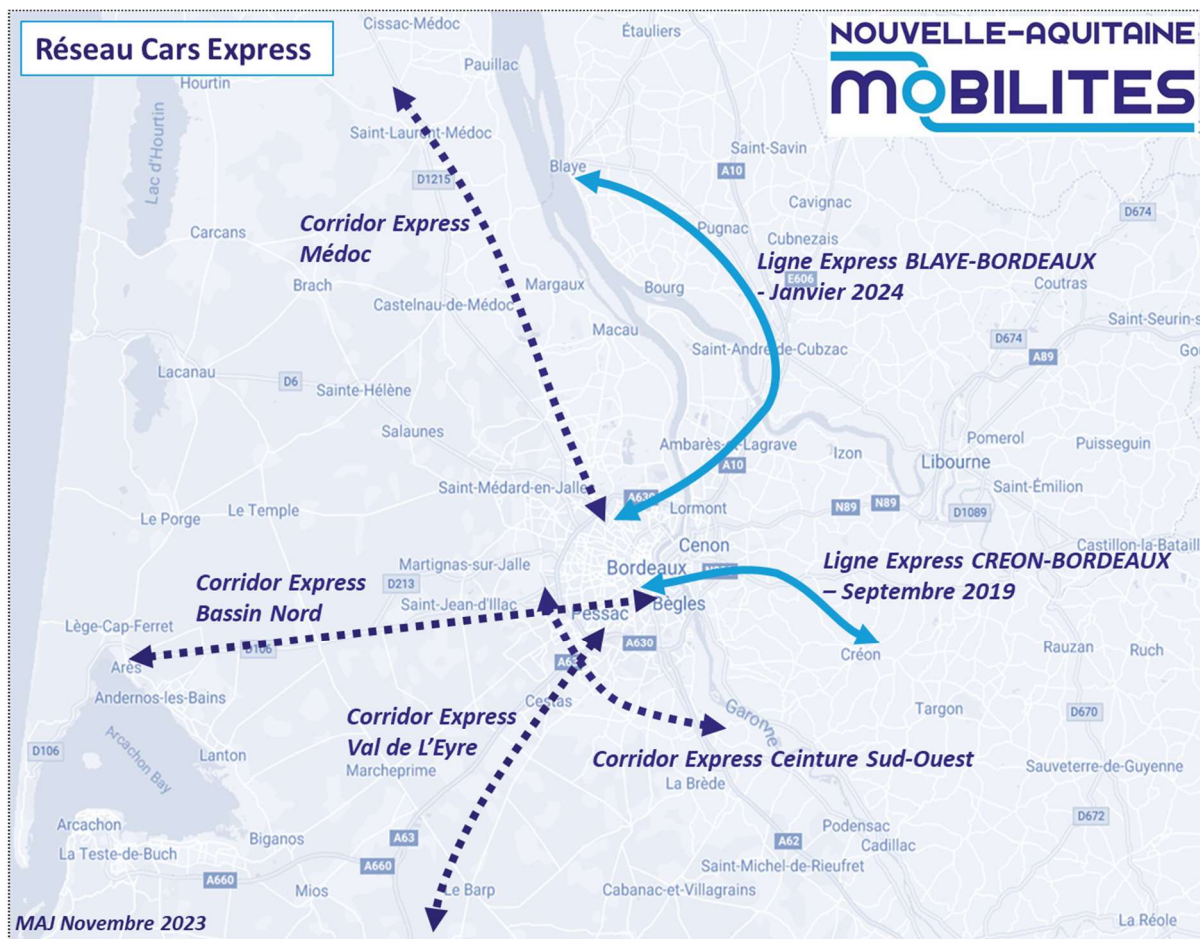 Réseau Cars Express
NOUVELLE-AQUITAINE
MOBILITES
Cissac-Médoc
Étauliers
Pauillac
Hourtin
Lac d'Hourtin
Saint-Laurent-Médoc
D1215
Blaye
Saint-Savin
A10
Cavignac
D674
Carcans
Corridor Express
Médoc
Pugnac
Cubnezais
Ligne Express BLAYE-BORDEAUX
- Janvier 2024
E606
Coutras
Brach
Margaux
Bourg
Castelnau-de-Médoc
Macau
Saint-Seurin-s
D674
A89
Go
Saint-André-de-Cubzac
Lacanau
D6
Sainte-Hélène
Salaunes
Ambarès-et-Lagrave
A10
Izon
Pomerol
Puisseguin
Libourne
Saint-Médard-en-Jalles
A630
Lormont
N89
N89
Saint-Émilion
D1089
Le Porge
Le Temple
Cenon
Castillon-la-Batail
Martignas-sur-Jalle
Bordeaux
Ligne Express CREON-BORDEAUX
– Septembre 2019
Corridor Express
Bassin Nord
D213
Saint-Jean-d'Illac
Pessac
Bègles
Lège-Cap-Ferret
D106
A630
Créon
Rauzan
Ruch
Arès
Andernos-les-Bains
Cestas
Corridor Express
Val de L'Eyre
Garonne
Targon
D670
D106
Arcachon Bay
Lanton
Marcheprime
Corridor Express Ceinture Sud-Ouest
La Brède
Sauveterre-de-Guyenne
Arcachon
La Teste-de-Buch
Biganos
A63
A660
A660
Mios
Le Barp
A62
Podensac
Cadillac
D672
Saint-Michel-de-Rieufret
Cabanac-et-Villagrains
La Réole
MAJ Novembre 2023